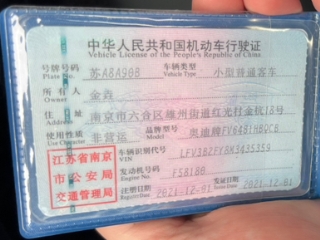 中华人民共和国机动车行驶证
Vehicle License of the People's Republic of China
号牌号码 Plate No. 苏A8A90B 车辆类型 Vehicle Type 小型普通客车
所有人 Owner 金犇
住址 Address 南京市六合区雄州街道红光村金机18号
使用性质 Use Character 非营运 品牌型号 Model 奥迪牌FV6481HBQCB
江苏省南京 车辆识别代号 VIN
市公安局 发动机号码 Engine No. F58180
交通管理局 注册日期 Register Date 2021-12-01 发证日期 Issue Date 2021-12-01